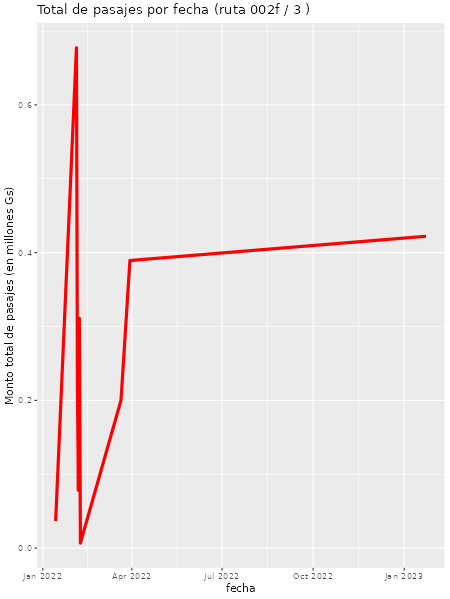 Total de pasajes por fecha (ruta 002f / 3 )
Monto total de pasajes (en millones Gs)
0.6
0.4
0.2
0.0
Jan 2022
Apr 2022
Jul 2022
Oct 2022
Jan 2023
fecha